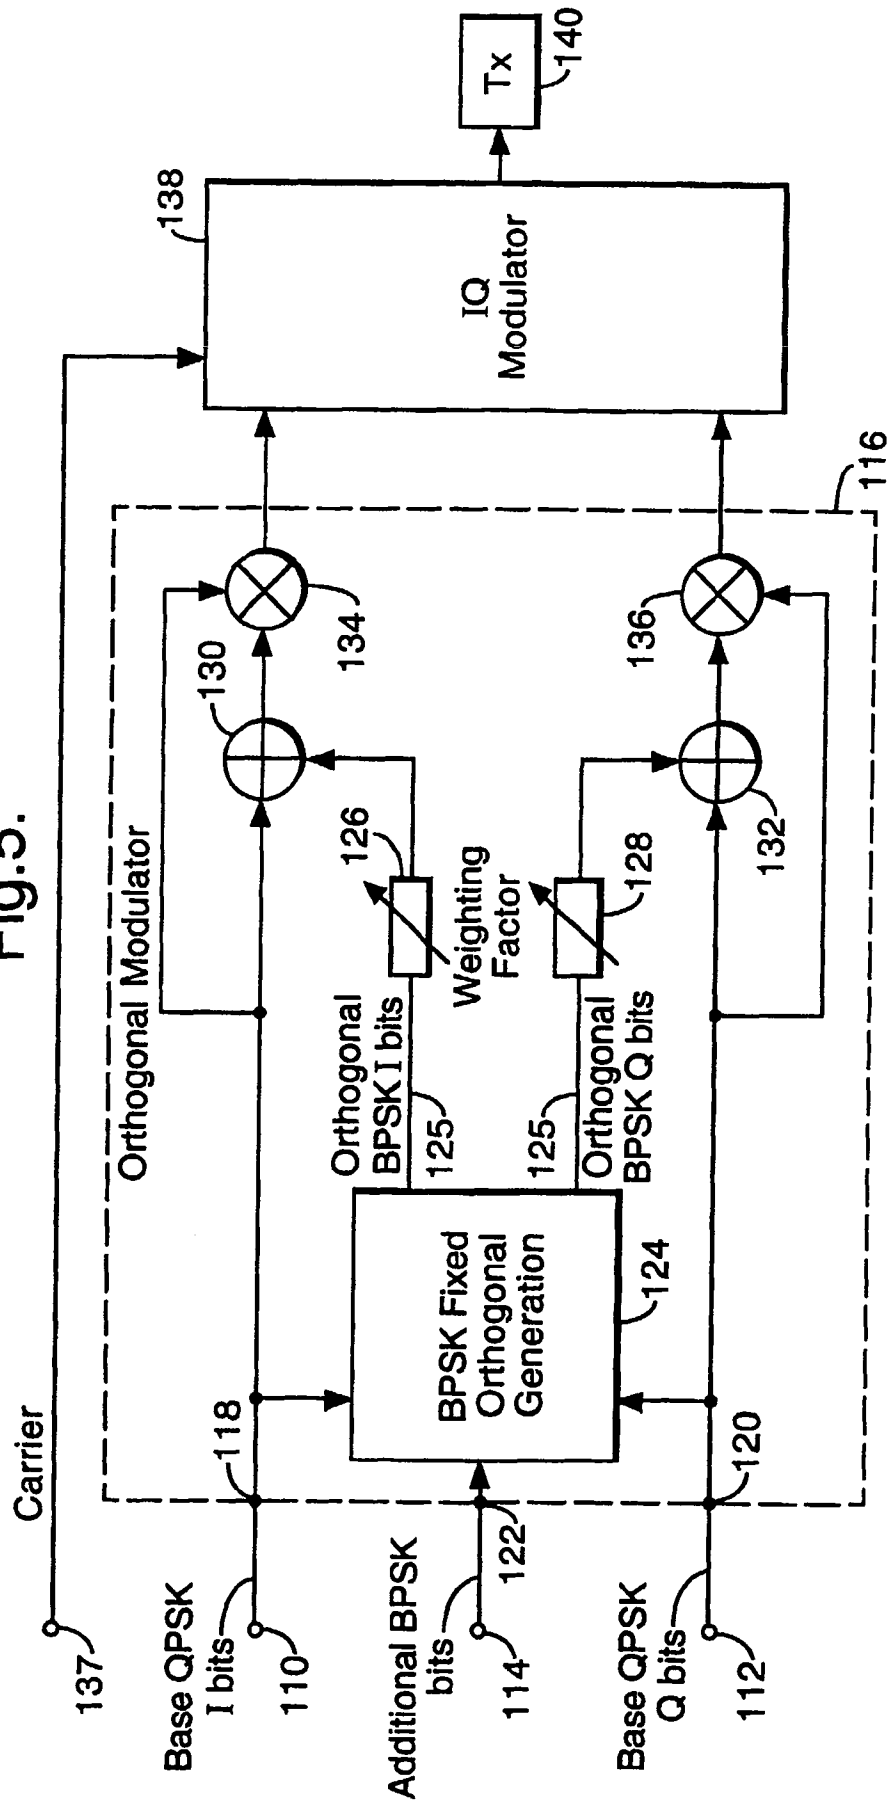 Fig.5.
Carrier
137
Orthogonal Modulator
138
130
134
118
Base QPSK
I bits
110
126
Orthogonal
BPSK I bits
125
Weighting
Factor
IQ
Modulator
Tx
140
BPSK Fixed
Orthogonal
Generation
124
Additional BPSK
bits
114
122
125
Orthogonal
BPSK Q bits
128
136
132
120
Base QPSK
Q bits
112
116